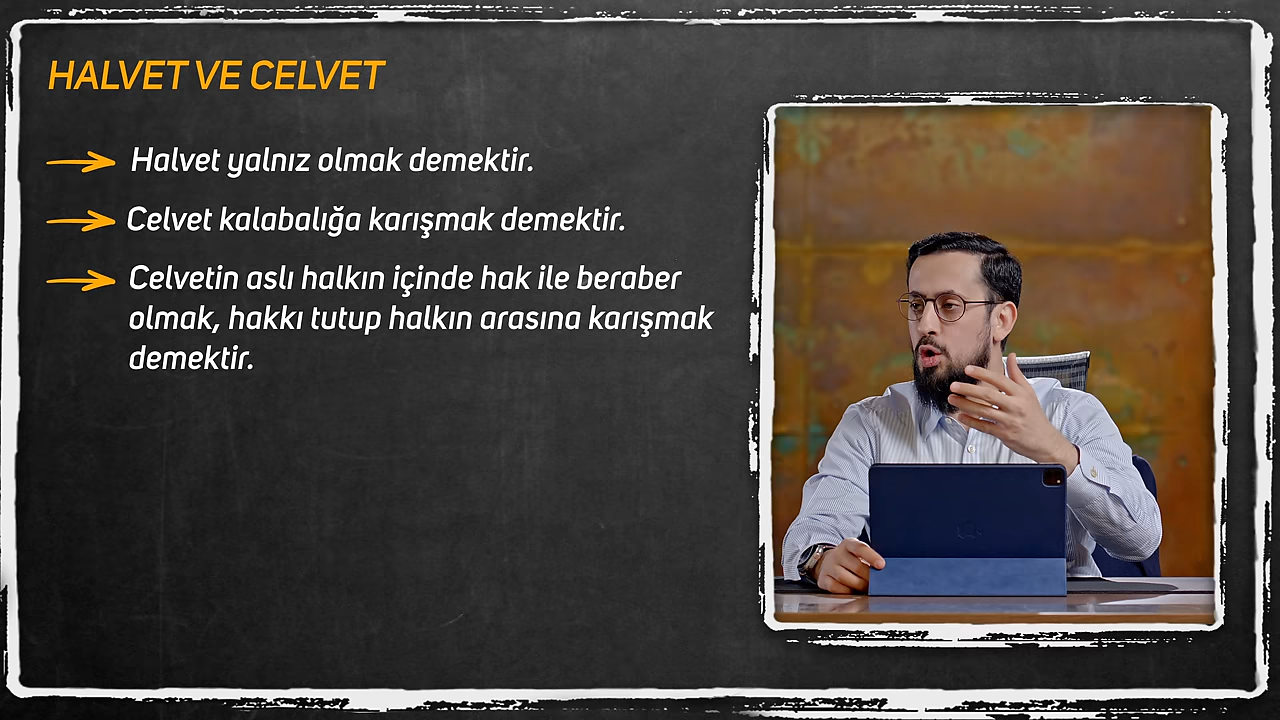 HALVET VE CELVET
Halvet yalnız olmak demektir.
Celvet kalabalığa karışmak demektir.
Celvetin aslı halkın içinde hak ile beraber
olmak, hakkı tutup halkın arasına karışmak
demektir.